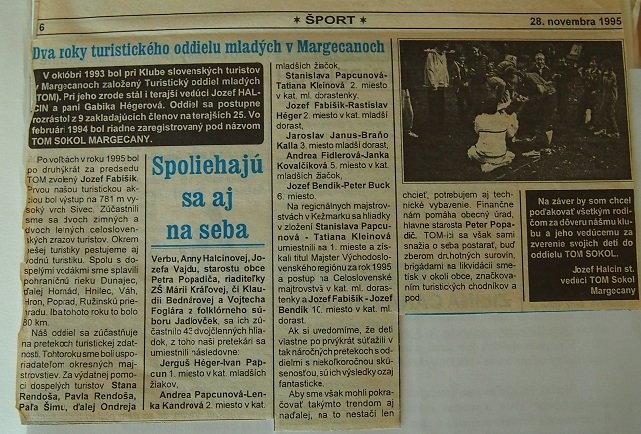 6
✶ ŠPORT ✶
28. novembra 1995
Dva roky turistického oddielu mladých v Margecanoch
V októbri 1993 bol pri Klube slovenských turistov
v Margecanoch založený Turistický oddiel mladých
(TOM). Pri jeho zrode stál i terajší vedúci Jozef HAL-
CIN a pani Gabika Hégerová. Oddiel sa postupne
rozrástol z 9 zakladajúcich členov na terajších 25. Vo
februári 1994 bol riadne zaregistrovaný pod názvom
TOM SOKOL MARGECANY.
Po voľbách v roku 1995 bol
po druhýkrát za predsedu
TOM zvolený Jozef Fabišik.
Prvou našou turistickou akci-
ou bol výstup na 781 m vy-
soký vrch Sivec. Zúčastnili
sme sa dvoch zimných a
dvoch letných celosloven-
ských zrazov turistov. Okrem
pešej turistiky pestujeme aj
vodnú turistiku. Spolu s do-
spelými vodákmi sme splavili
pohraničnú rieku Dunajec,
ďalej Hornád, Hnilec, Váh,
Hron, Poprad, Ružinskú prie-
hradu. Iba tohoto roku to bolo
80 km.
Náš oddiel sa zúčastňuje
na pretekoch turistickej zdat-
nosti. Tohto roku sme boli uspo-
riadateľom okresných maj-
strovstiev. Za výdatnej pomo-
ci dospelých turistov Stana
Rendoša, Pavla Rendoša,
Paľa Šimu, ďalej Ondreja
Spoliehajú
sa aj
na seba
Verbu, Anny Halcinovej, Jozefa
Vajdu, starostu obce
Petra Popadiča, riaditeľky
ZŠ Márii Kráľovej, čl. Klau-
dii Bednárovej a Vojtecha
Fogiára z folklórneho sú-
boru Jadlovček, sa ich zú-
častnilo 43 dvojčlenných hlia-
dok, z toho naši pretekári sa
umiestnili následovne:
Jerguš Héger-Ivan Pap-
cun 1. miesto v kat. mladších
žiakov,
Andrea Papcunová-Len-
ka Kandrová 2. miesto v kat.
mladších žiačok,
Stanislava Papcunová-
Tatiana Kleinová 2. miesto
v kat. ml. dorastenky,
Jozef Fabišik-Rastislav
Héger 2. miesto v kat. mladší
dorast,
Jaroslav Janus-Braňo
Kalla 3. miesto mladší dorast,
Andrea Fidlerová-Janka
Kovalčíková 5. miesto v kat.
mladších žiačok,
Jozef Bendik-Peter Buck
6. miesto.
Na regionálnych majstrov-
stvách v Kežmarku sa hliadky
v zložení Stanislava Papcu-
nová - Tatiana Kleinová
umiestnili sa na 1. mieste a zís-
kali titul Majster Východoslo-
venského regiónu za rok 1995
a postup na Celoslovenské
majstrovstvá v kat. ml. dorast-
enky a Jozef Fabišik - Jozef
Bendik 10. miesto v kat. ml.
dorast.
Ak si uvedomíme, že deti
vlastne po prvýkrát súťažili v
tak náročných pretekoch s od-
dielmi s niekoľkoročnou skú-
senosťou, sú ich výsledky ozaj
fantastické.
Aby sme však mohli pokra-
čovať takýmto trendom aj
naďalej, na to nestačí len
chcieť, potrebujem aj tech-
nické vybavenie. Finančne
nám pomáha obecný úrad,
hlavne starosta Peter Popa-
dič. TOM-isti sa však sami
snažia o seba postarať, buď
zberom druhotných surovín,
brigádami na likvidácii sme-
tísk v okolí obce, značkova-
ním turistických chodníkov a
pod.
Na záver by som chcel
poďakovať všetkým rodi-
čom za dôveru nášmu klu-
bu a jeho vedúcemu za
zverenie svojich detí do
oddielu TOM SOKOL.
Jozef Halcin st.
vedúci TOM Sokol
Margecany